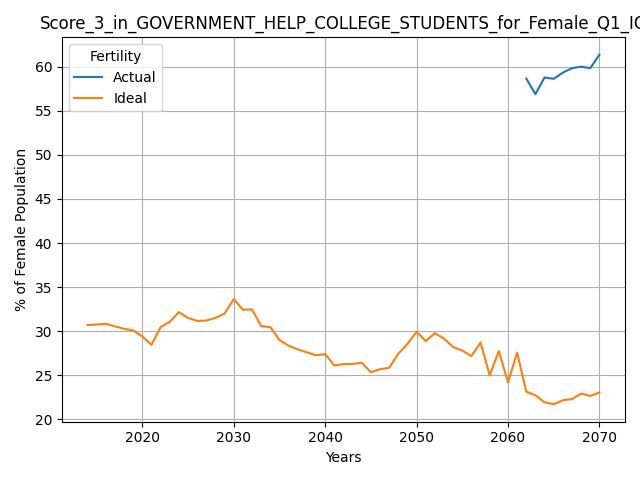 Score_3_in_GOVERNMENT_HELP_COLLEGE_STUDENTS_for_Female_Q1_IC
Fertility
Actual
Ideal
% of Female Population
60
55
50
45
40
35
30
25
20
2020 2030 2040 2050 2060 2070
Years